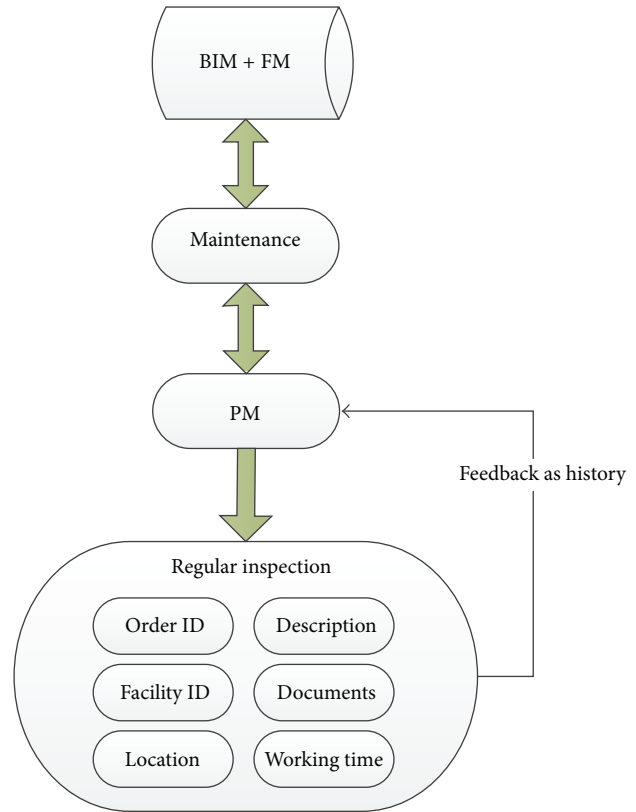 BIM + FM
Maintenance
PM
Feedback as history
Regular inspection
Order ID
Description
Facility ID
Documents
Location
Working time